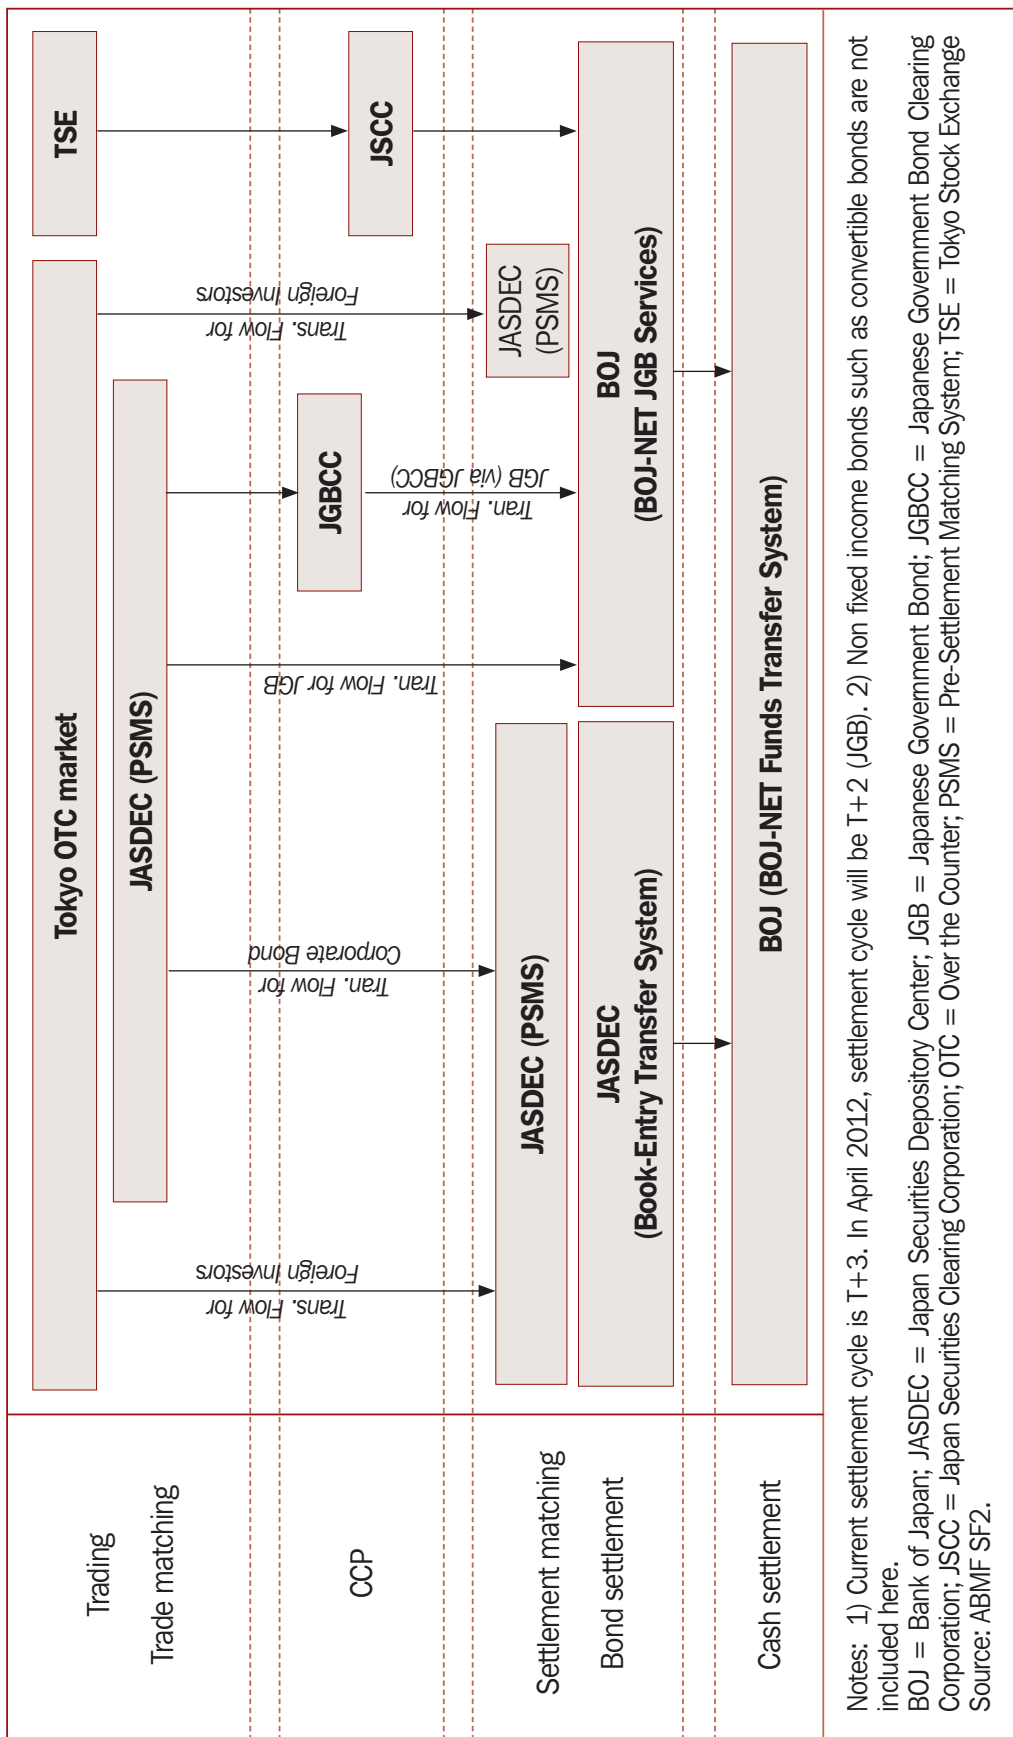 Trading
Trade matching
CCP
Settlement matching
Bond settlement
Cash settlement
Tokyo OTC market
TSE
JASDEC (PSMS)
Trans. Flow for
Foreign Investors
Tran. Flow for
Corporate Bond
Tran. Flow for JGB
JGBCC
Tran. Flow for
JGB (via JGBCC)
Trans. Flow for
Foreign Investors
JSCC
JASDEC (PSMS)
JASDEC
(PSMS)
JASDEC
(Book-Entry Transfer System)
BOJ
(BOJ-NET JGB Services)
BOJ (BOJ-NET Funds Transfer System)
Notes: 1) Current settlement cycle is T+3. In April 2012, settlement cycle will be T+2 (JGB). 2) Non fixed income bonds such as convertible bonds are not
included here.
BOJ = Bank of Japan; JASDEC = Japan Securities Depository Center; JGB = Japanese Government Bond; JGBCC = Japanese Government Bond Clearing
Corporation; JSCC = Japan Securities Clearing Corporation; OTC = Over the Counter; PSMS = Pre-Settlement Matching System; TSE = Tokyo Stock Exchange
Source: ABMF SF2.